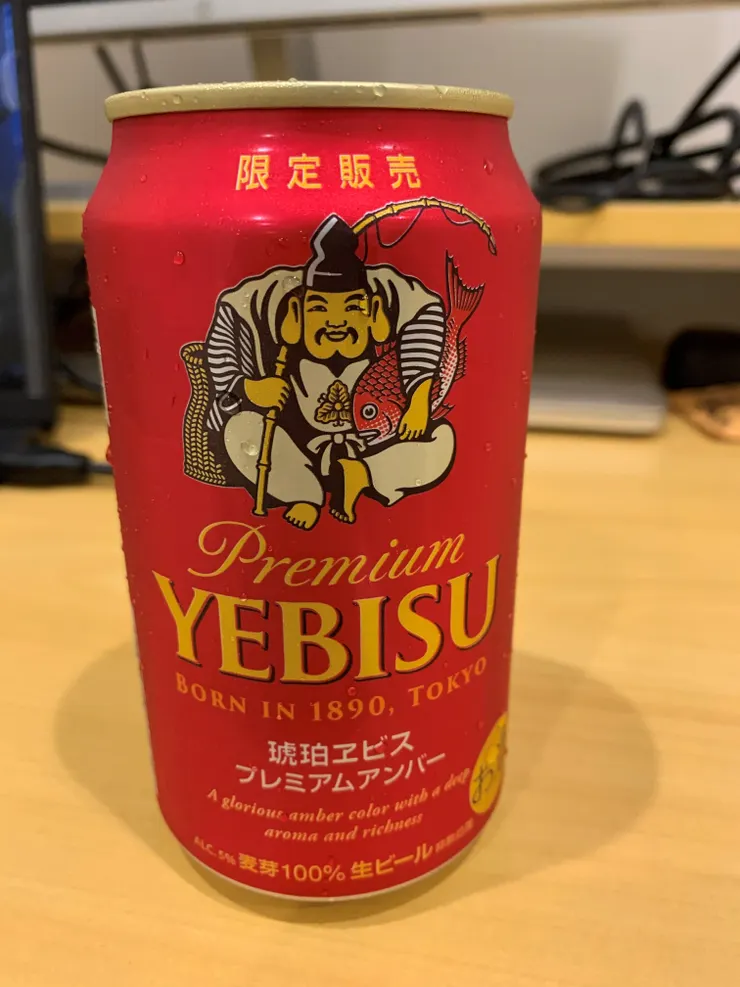 限定販売
Premium
YEBISU
BORN IN 1890, TOKYO
琥珀ヱビス
プレミアムアンバー
A glorious amber color with a deep
aroma and richness
ALC.5% 麦芽100% 生ビール
お